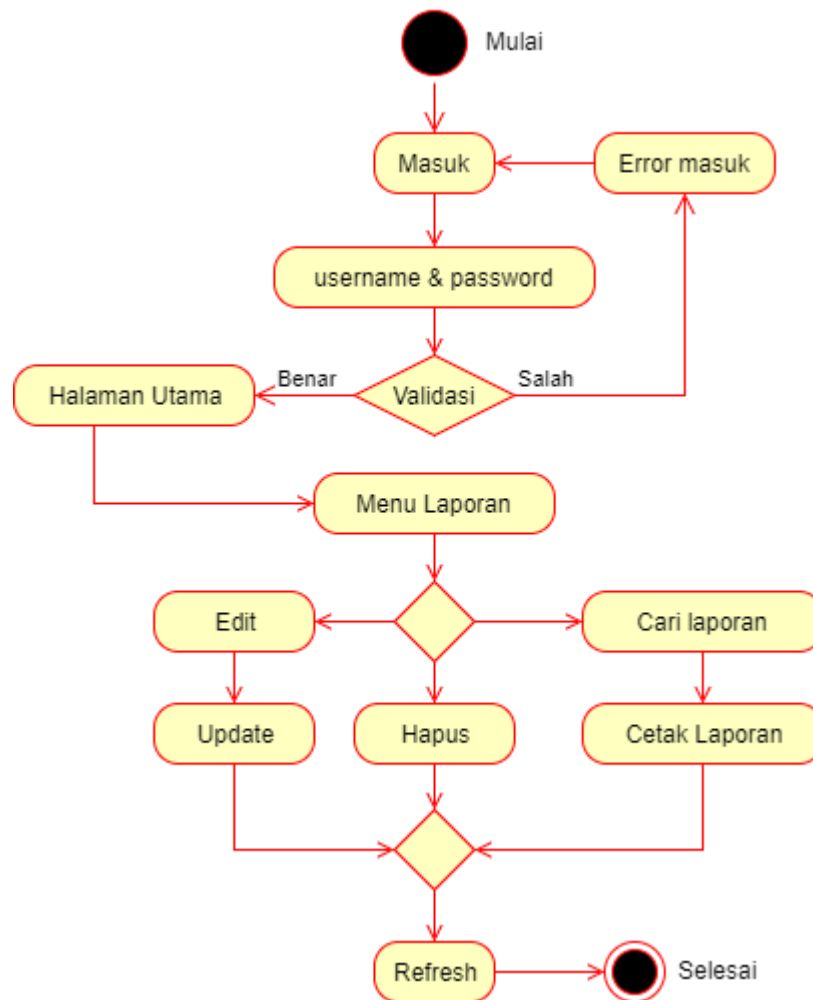 Mulai
Masuk
Error masuk
username & password
Benar
Salah
Halaman Utama
Validasi
Menu Laporan
Edit
Cari laporan
Update
Hapus
Cetak Laporan
Refresh
Selesai